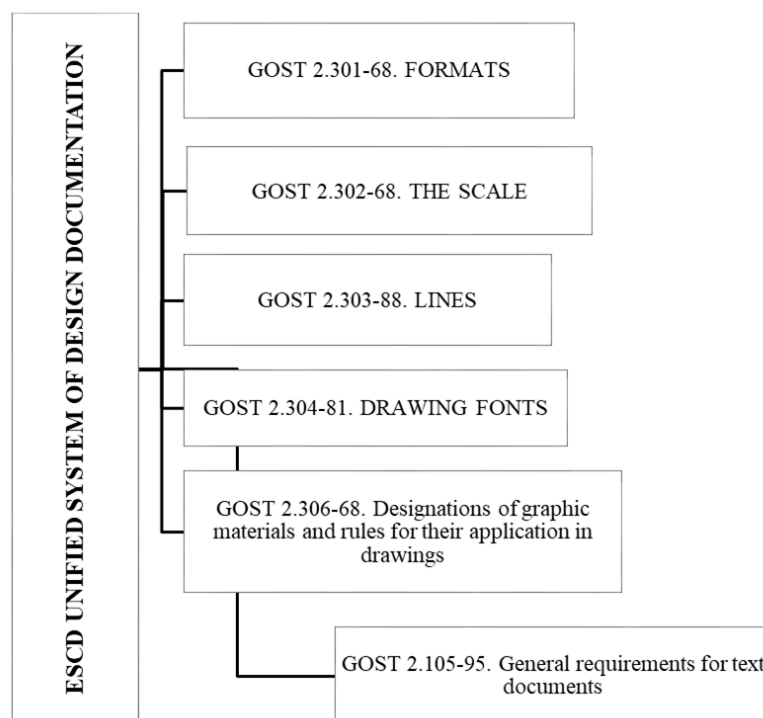 ESCD UNIFIED SYSTEM OF DESIGN DOCUMENTATION
GOST 2.301-68. FORMATS
GOST 2.302-68. THE SCALE
GOST 2.303-88. LINES
GOST 2.304-81. DRAWING FONTS
GOST 2.306-68. Designations of graphic
materials and rules for their application in
drawings
GOST 2.105-95. General requirements for text
documents